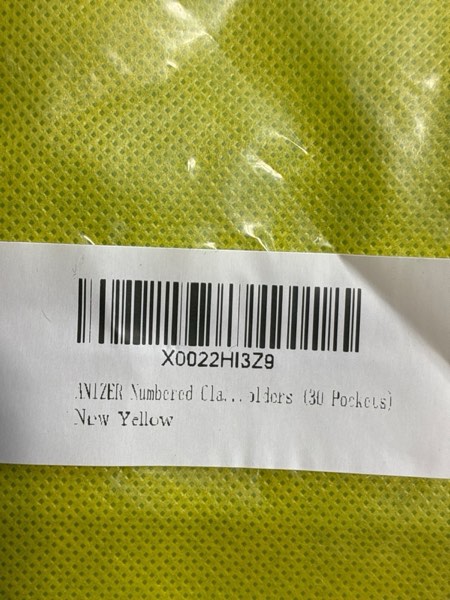 X0022HI3Z9
ANIZER Numbered Cla...olders (30 Pockets)
New Yellow